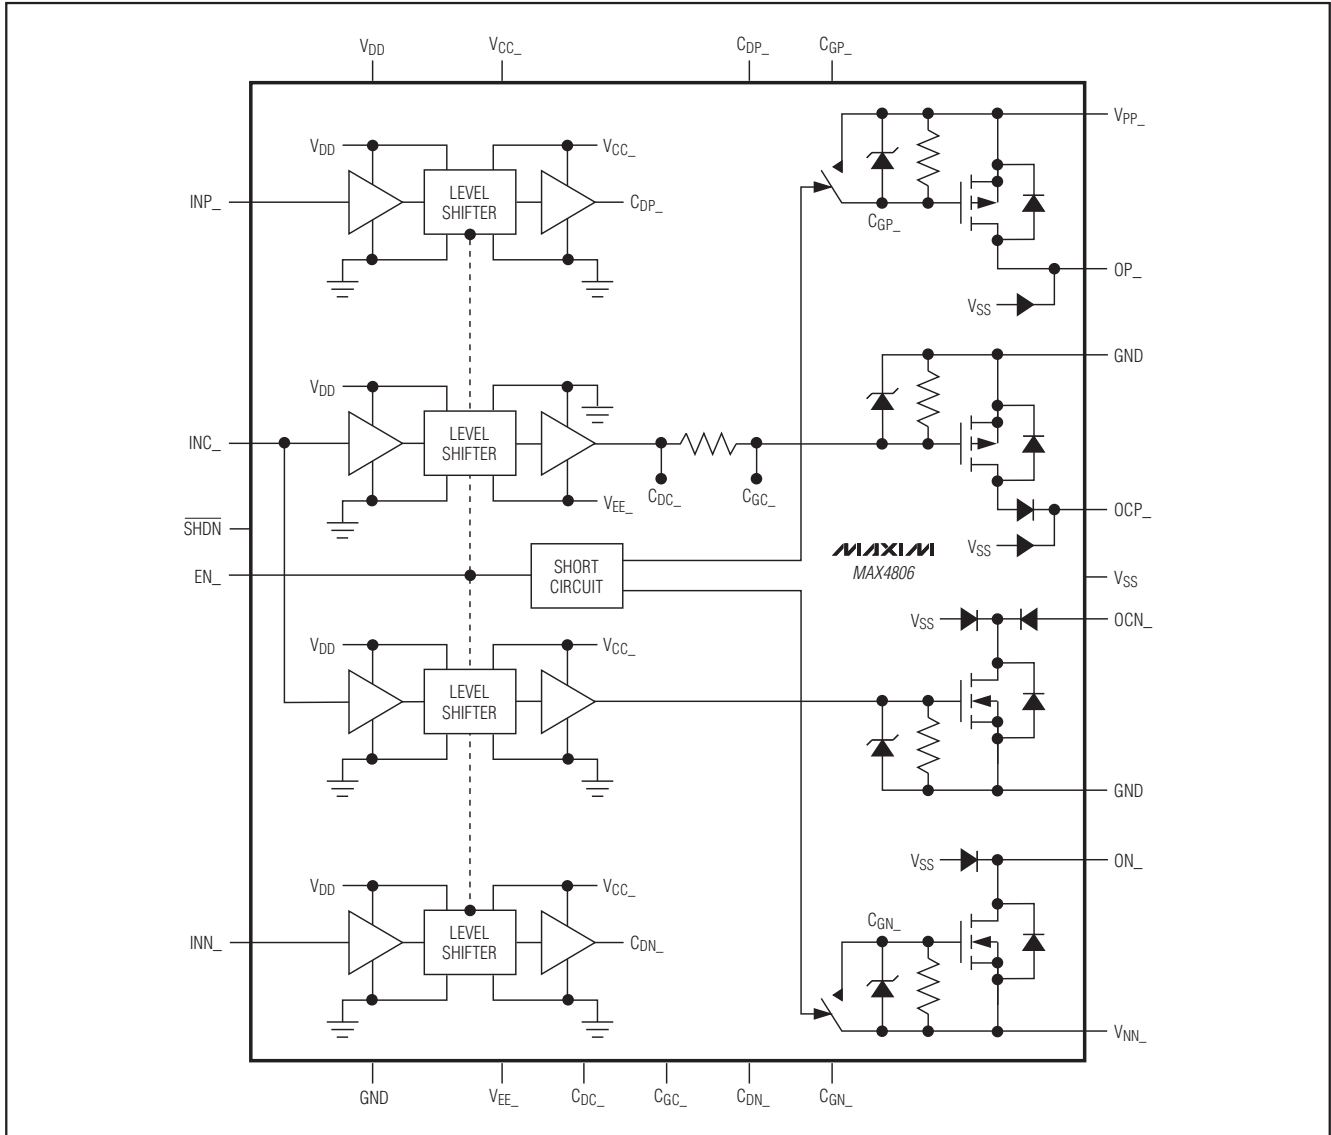 VDD
VCC_
CDP_
CGP_
VPP_
VDD
VCC_
INP_
LEVEL
SHIFTER
CDP_
CGP_
OP_
VSS
GND
VDD
INC_
LEVEL
SHIFTER
CDC_
CGC_
VEE_
OCP_
SHDN
VSS
MAXIM
MAX4806
EN_
SHORT
CIRCUIT
VSS
VSS
OCN_
VDD
VCC_
LEVEL
SHIFTER
GND
VSS
ON_
VDD
VCC_
CGN_
INN_
LEVEL
SHIFTER
CDN_
VNN_
GND
VEE_
CDC_
CGC_
CDN_
CGN_